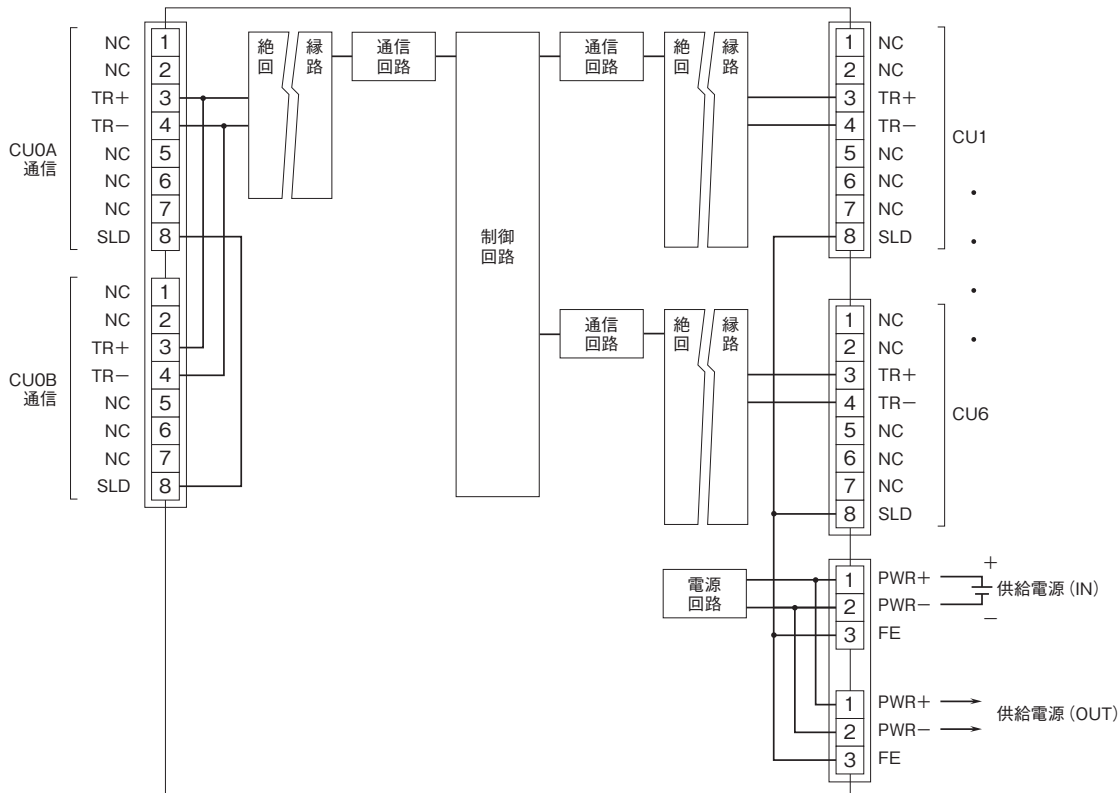 CU0A
通信
NC 1
NC 2
TR+ 3
TR− 4
NC 5
NC 6
NC 7
SLD 8
CU0B
通信
NC 1
NC 2
TR+ 3
TR− 4
NC 5
NC 6
NC 7
SLD 8
絶縁
回路
通信
回路
制御
回路
通信
回路
絶縁
回路
1 NC
2 NC
3 TR+
4 TR−
5 NC
6 NC
7 NC
8 SLD
CU1
通信
回路
絶縁
回路
1 NC
2 NC
3 TR+
4 TR−
5 NC
6 NC
7 NC
8 SLD
CU6
電源
回路
1 PWR+
2 PWR−
3 FE
+
−
供給電源(IN)
1 PWR+
2 PWR−
3 FE
供給電源(OUT)